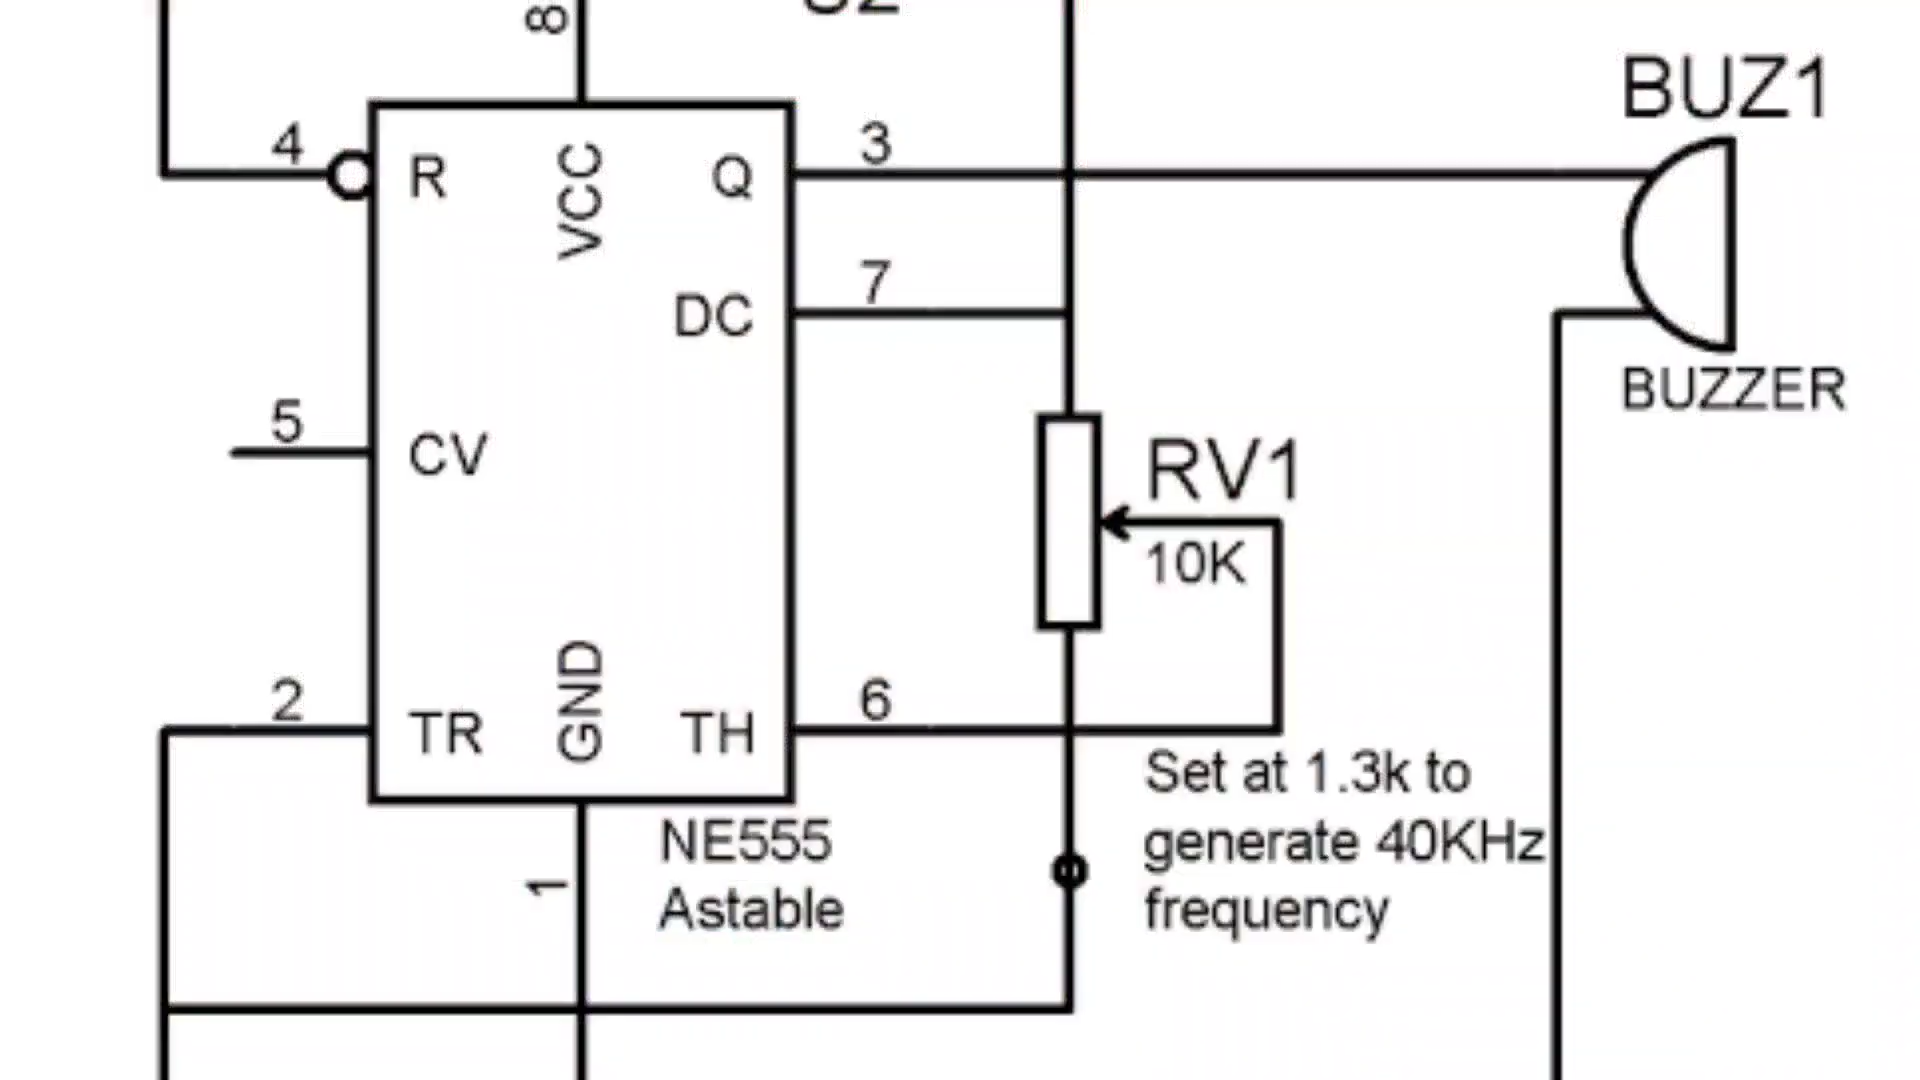 8
BUZ1
4
3
R
VCC
Q
7
DC
BUZZER
5
CV
RV1
10K
2
6
TR
GND
TH
Set at 1.3k to
generate 40KHz
frequency
NE555
Astable
1